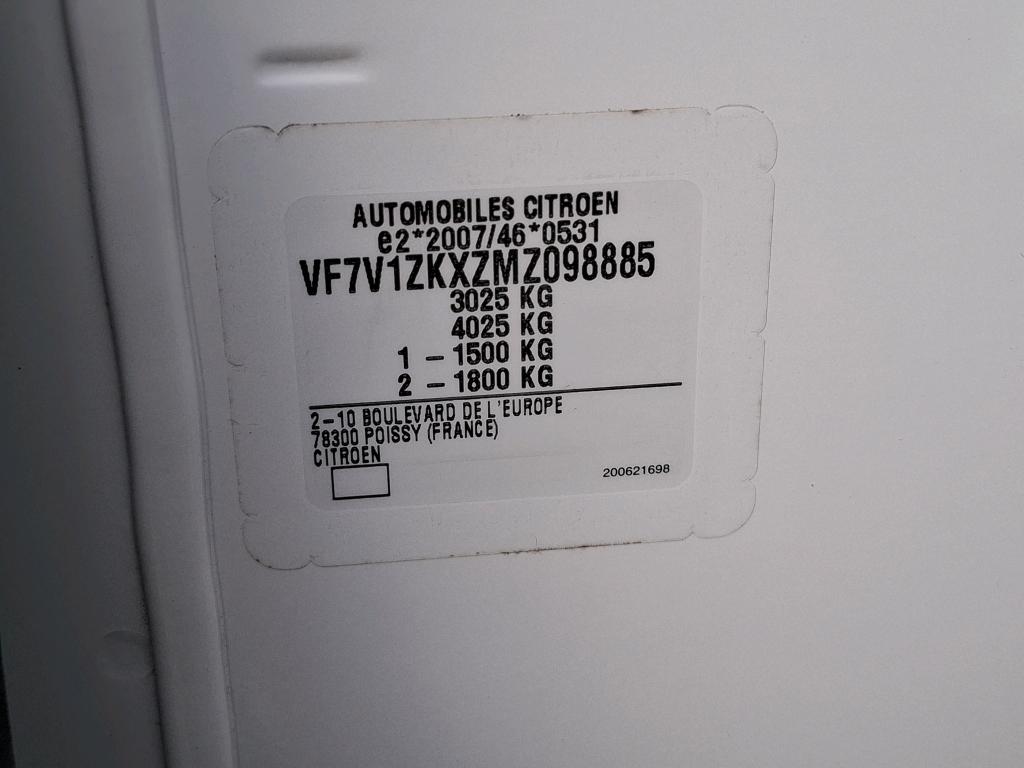 AUTOMOBILES CITROEN
e2*2007/46*0531
VF7V1ZKXZMZ098885
3025 KG
4025 KG
1 - 1500 KG
2 - 1800 KG
2-10 BOULEVARD DE L'EUROPE
78300 POISSY (FRANCE)
CITROEN
200621698